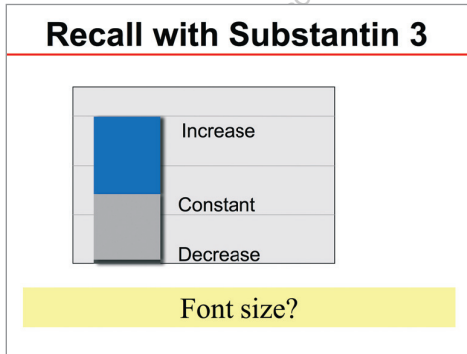 Recall with Substantin 3
Increase
Constant
Decrease
Font size?